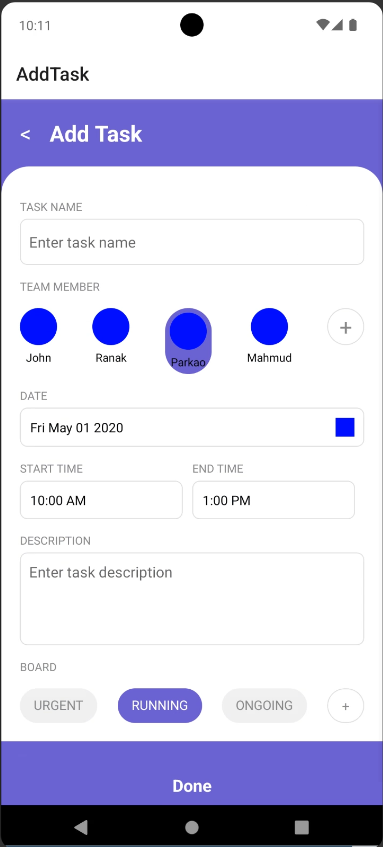 10:11
AddTask
< Add Task
TASK NAME
Enter task name
TEAM MEMBER
+
John Ranak Parkao Mahmud
DATE
Fri May 01 2020
START TIME END TIME
10:00 AM 1:00 PM
DESCRIPTION
Enter task description
BOARD
URGENT RUNNING ONGOING +
Done